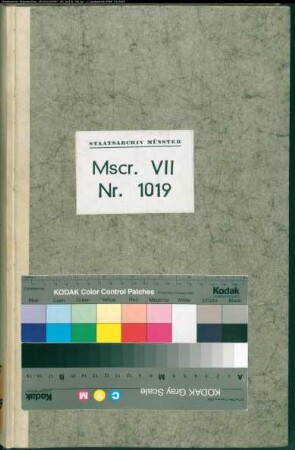 STAATSARCHIV MÜNSTER
Mscr. VII
Nr. 1019
KODAK Color Control Patches
Kodak
Blue Cyan Green Yellow Red Magenta White 3/Color Black
A M B
Kodak
C Y M
KODAK Gray Scale